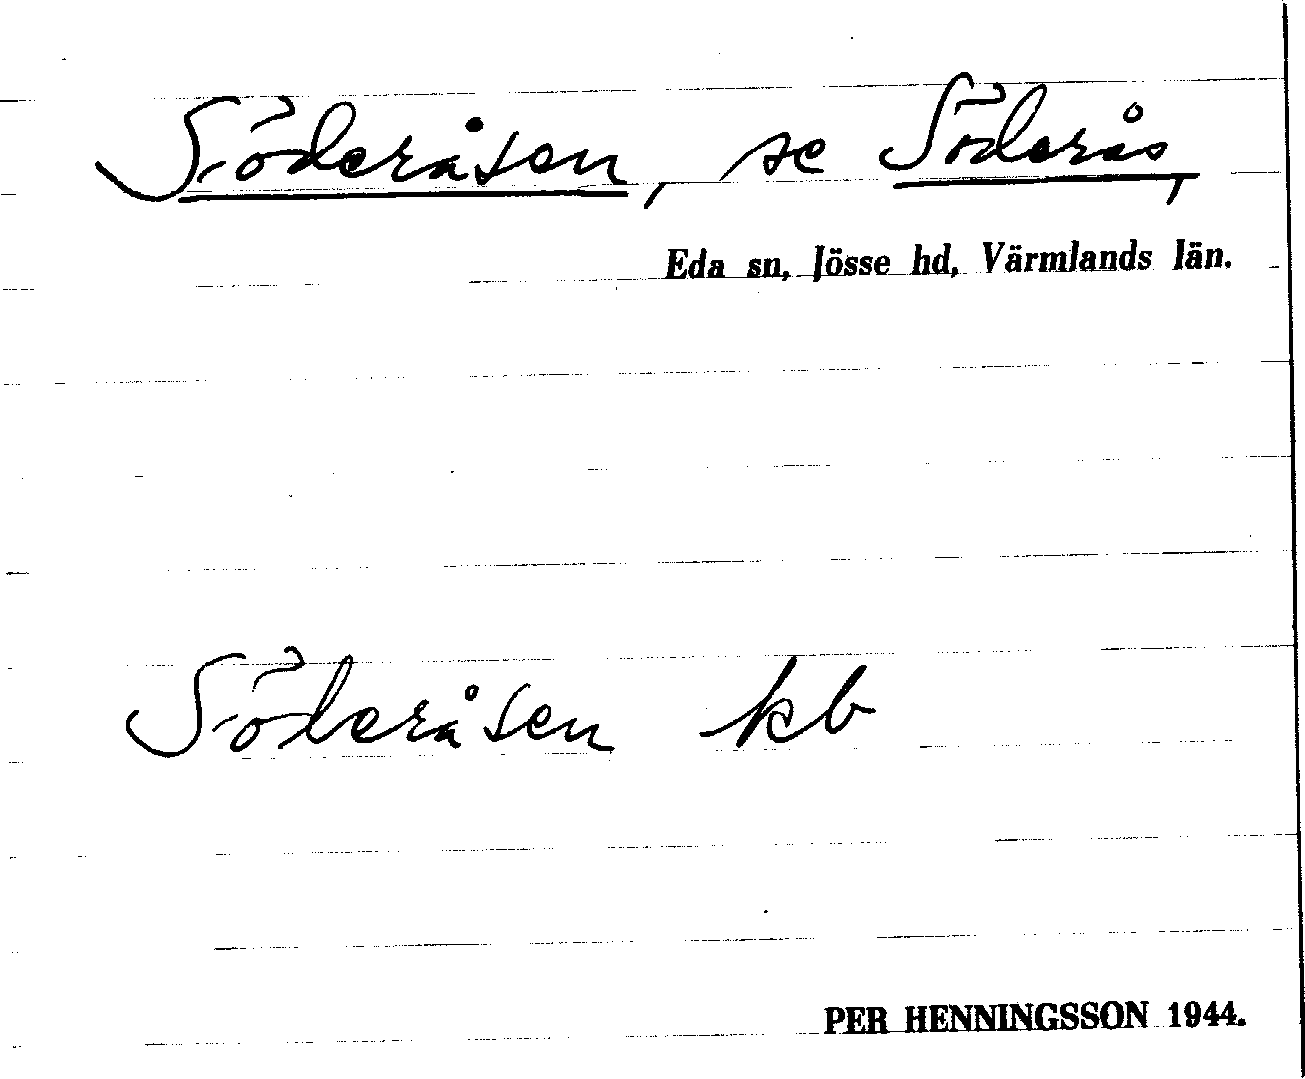 Söderåsen, se Söderås,
Eda sn, Jösse hd, Värmlands län.
Söderåsen kb
PER HENNINGSSON 1944.